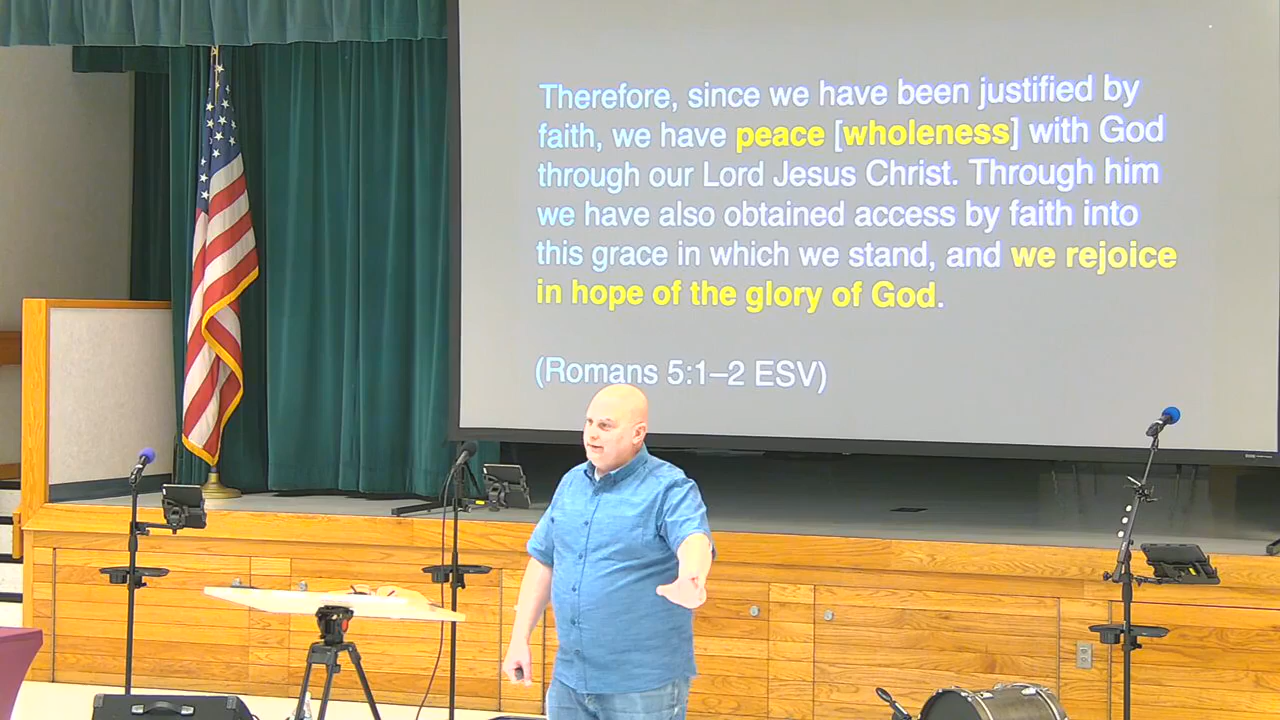 Therefore, since we have been justified by
faith, we have peace [wholeness] with God
through our Lord Jesus Christ. Through him
we have also obtained access by faith into
this grace in which we stand, and we rejoice
in hope of the glory of God.
(Romans 5:1–2 ESV)